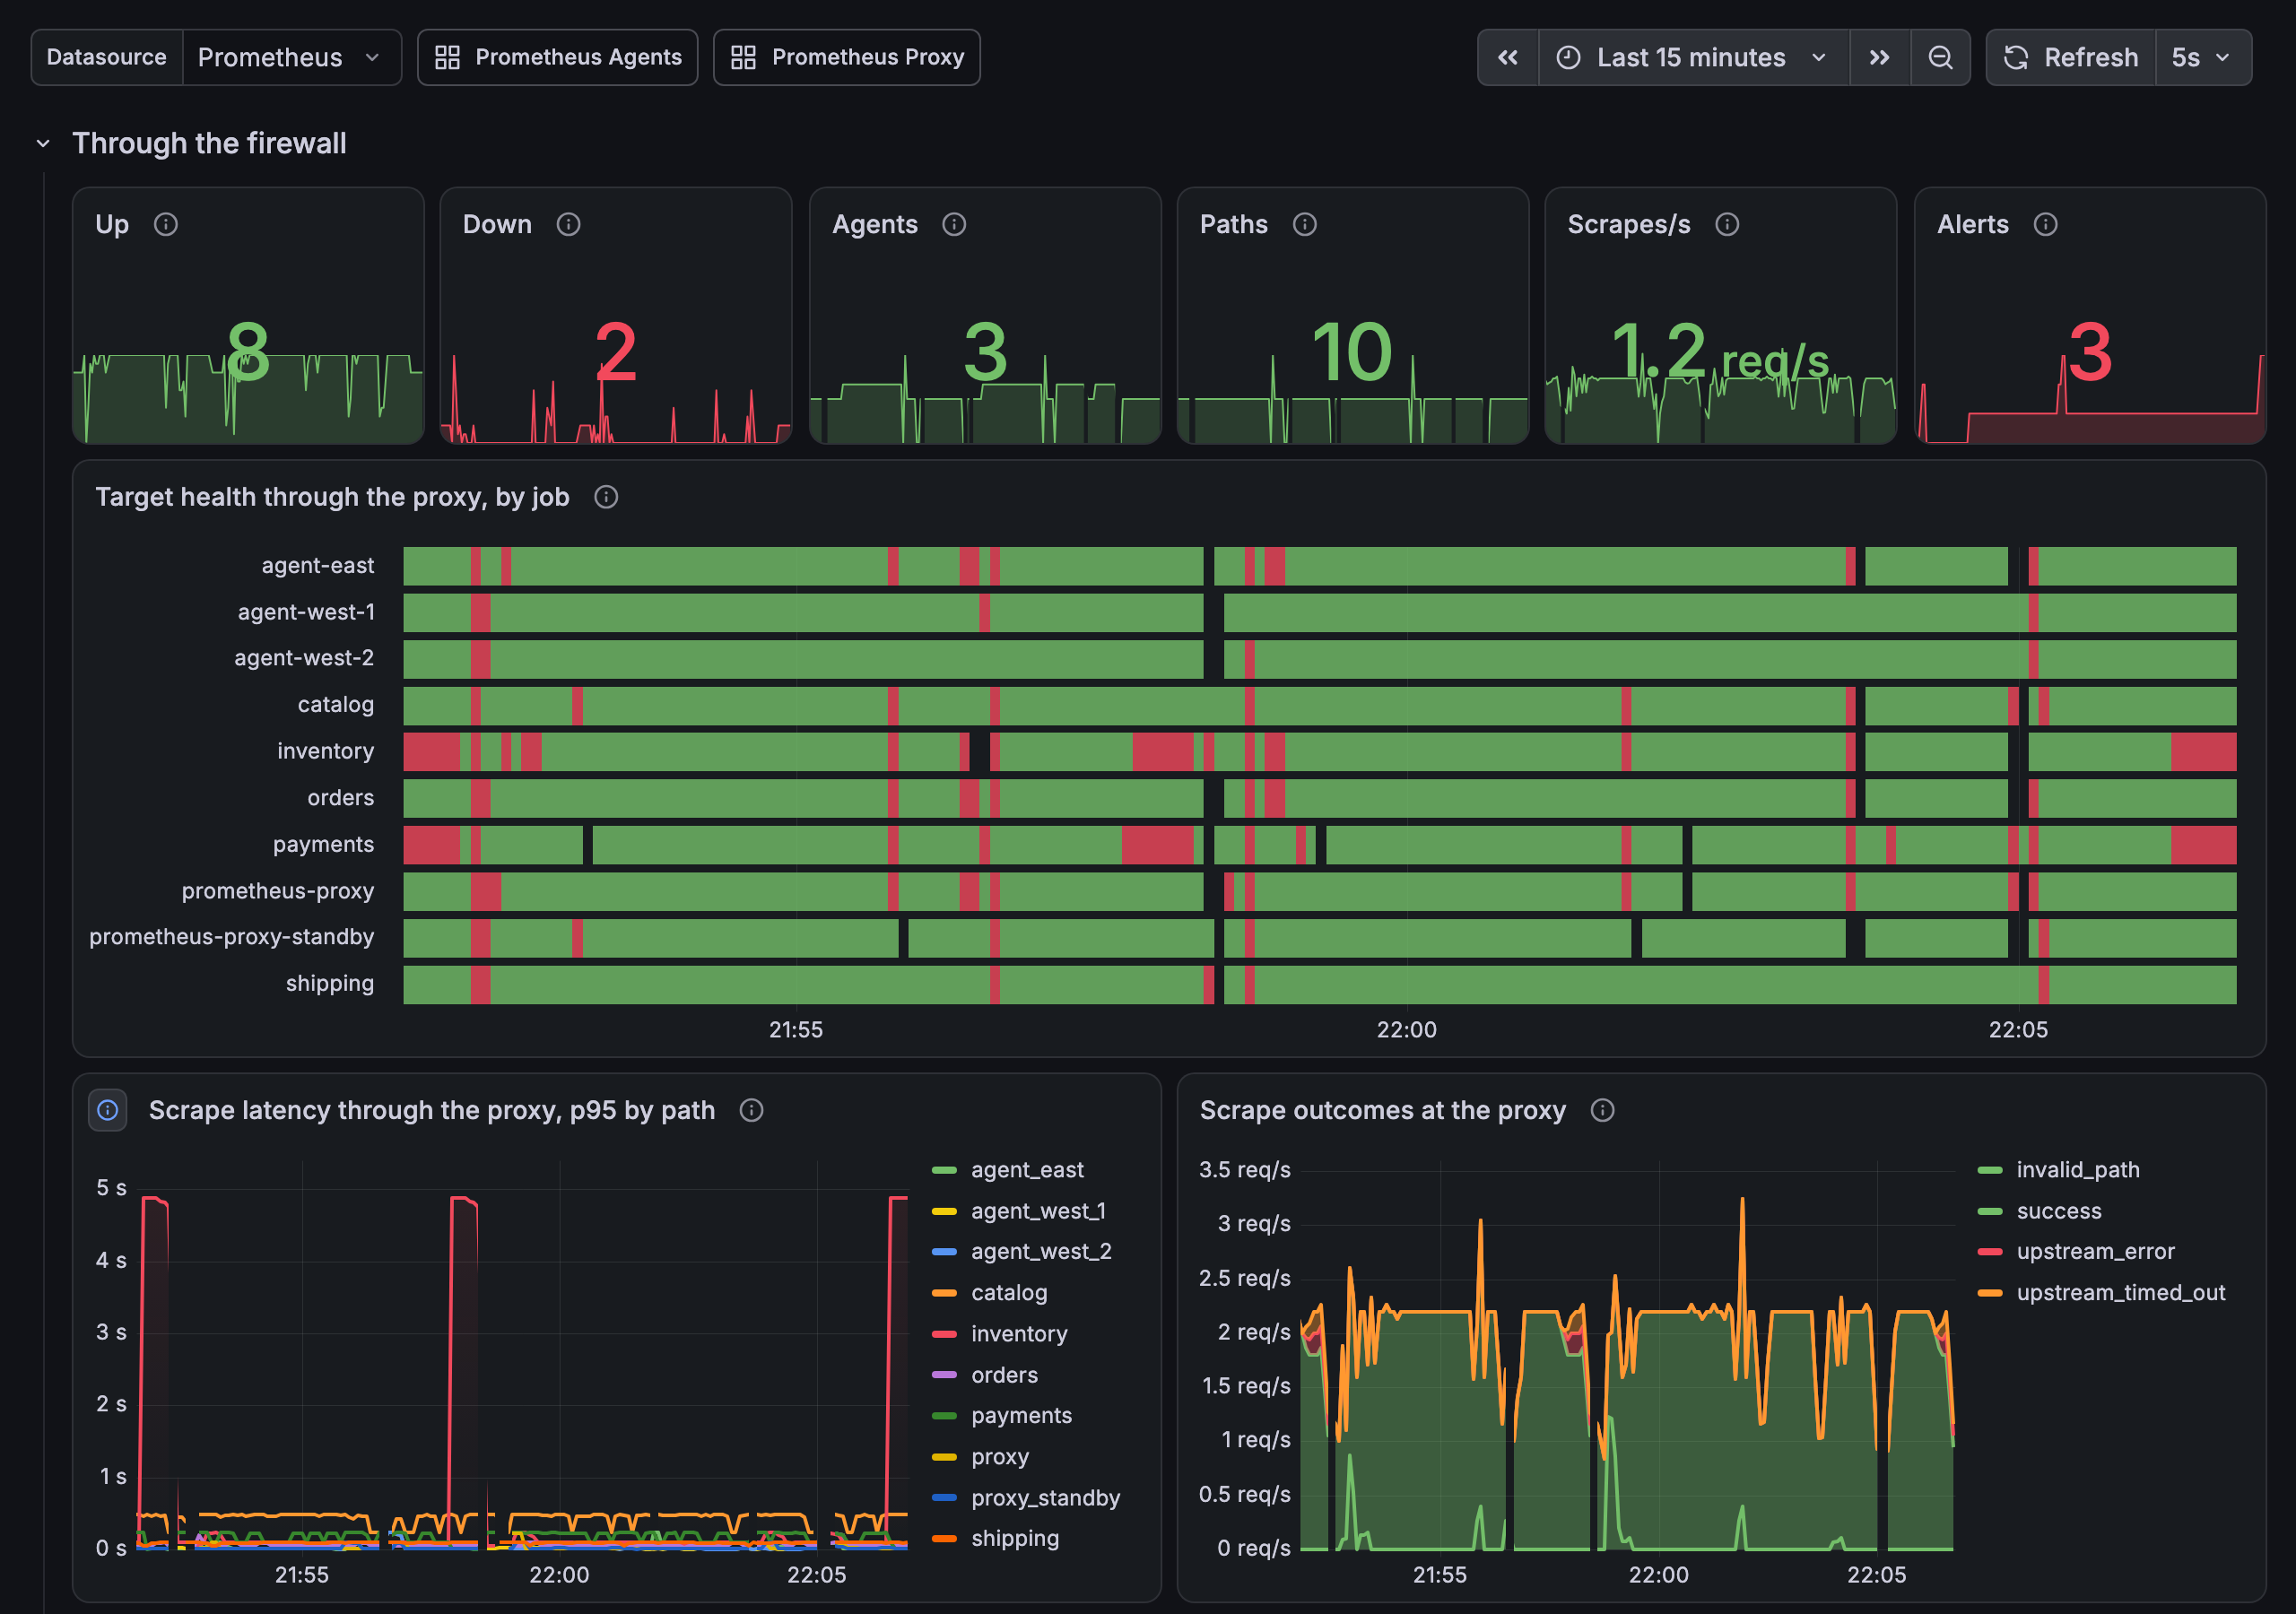 Datasource Prometheus Prometheus Agents Prometheus Proxy Last 15 minutes Refresh 5s
Through the firewall
Up Down Agents Paths Scrapes/s Alerts
8 2 3 10 1.2 req/s 3
Target health through the proxy, by job
agent-east
agent-west-1
agent-west-2
catalog
inventory
orders
payments
prometheus-proxy
prometheus-proxy-standby
shipping
21:55 22:00 22:05
Scrape latency through the proxy, p95 by path
5 s
4 s
3 s
2 s
1 s
0 s
21:55 22:00 22:05
agent_east
agent_west_1
agent_west_2
catalog
inventory
orders
payments
proxy
proxy_standby
shipping
Scrape outcomes at the proxy
3.5 req/s
3 req/s
2.5 req/s
2 req/s
1.5 req/s
1 req/s
0.5 req/s
0 req/s
21:55 22:00 22:05
invalid_path
success
upstream_error
upstream_timed_out